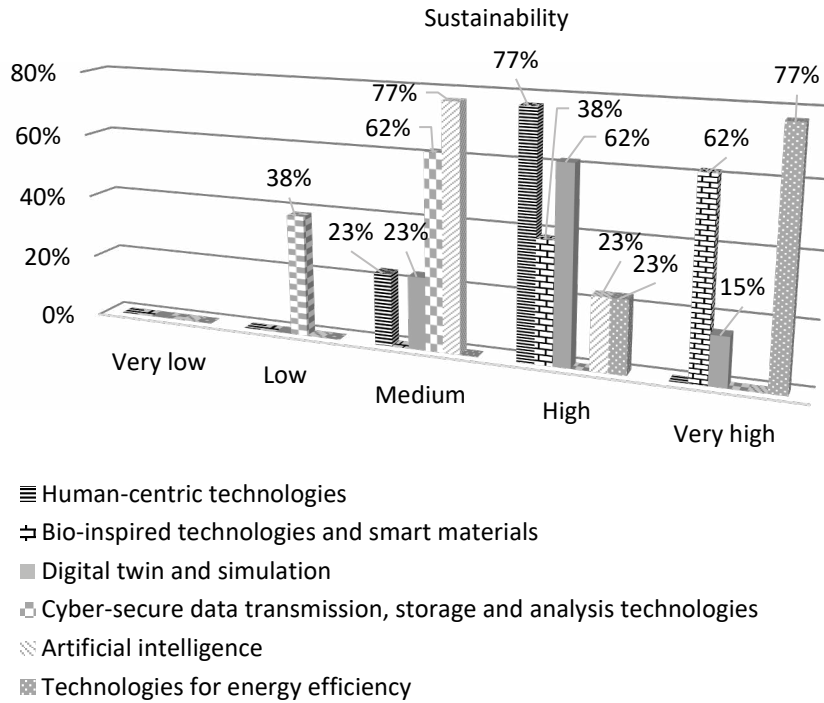 Sustainability
80%
60%
40%
20%
0%
38%
23%
23%
62%
77%
77%
38%
62%
23%
23%
62%
15%
77%
Very low
Low
Medium
High
Very high
Human-centric technologies
Bio-inspired technologies and smart materials
Digital twin and simulation
Cyber-secure data transmission, storage and analysis technologies
Artificial intelligence
Technologies for energy efficiency